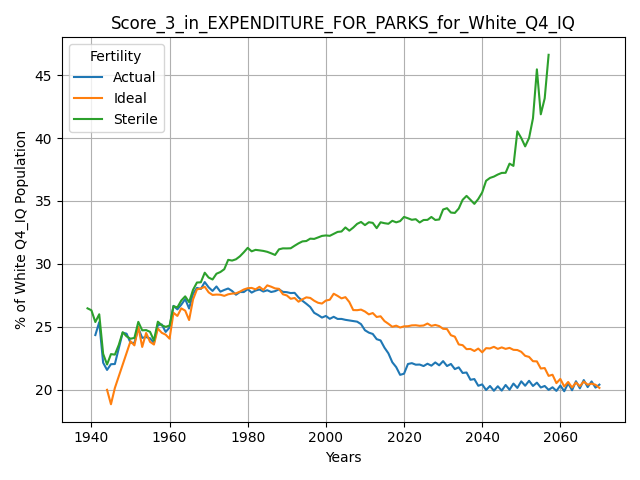 Score_3_in_EXPENDITURE_FOR_PARKS_for_White_Q4_IQ
Fertility
Actual
Ideal
Sterile
% of White Q4_IQ Population
45
40
35
30
25
20
1940 1960 1980 2000 2020 2040 2060
Years